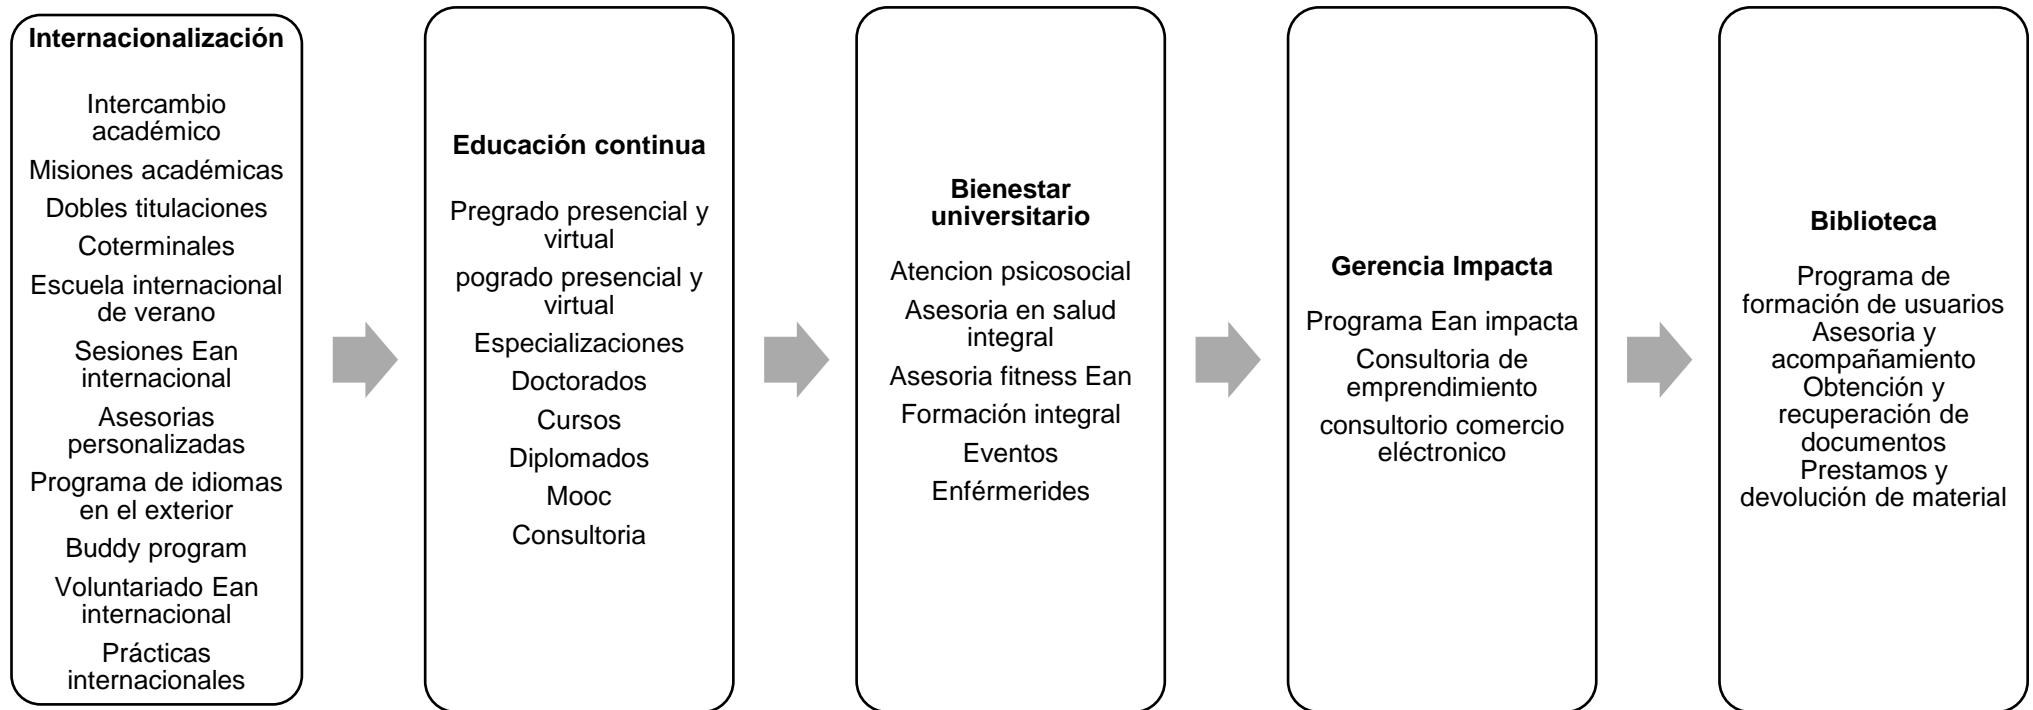 Internacionalización
Intercambio
académico
Misiones académicas
Dobles titulaciones
Coterminales
Escuela internacional
de verano
Sesiones Ean
internacional
Asesorias
personalizadas
Programa de idiomas
en el exterior
Buddy program
Voluntariado Ean
internacional
Prácticas
internacionales
Educación continua
Pregrado presencial y
virtual
pogrado presencial y
virtual
Especializaciones
Doctorados
Cursos
Diplomados
Mooc
Consultoria
Bienestar
universitario
Atencion psicosocial
Asesoria en salud
integral
Asesoria fitness Ean
Formación integral
Eventos
Enférmerides
Gerencia Impacta
Programa Ean impacta
Consultoria de
emprendimiento
consultorio comercio
eléctronico
Biblioteca
Programa de
formación de usuarios
Asesoria y
acompañamiento
Obtención y
recuperación de
documentos
Prestamos y
devolución de material